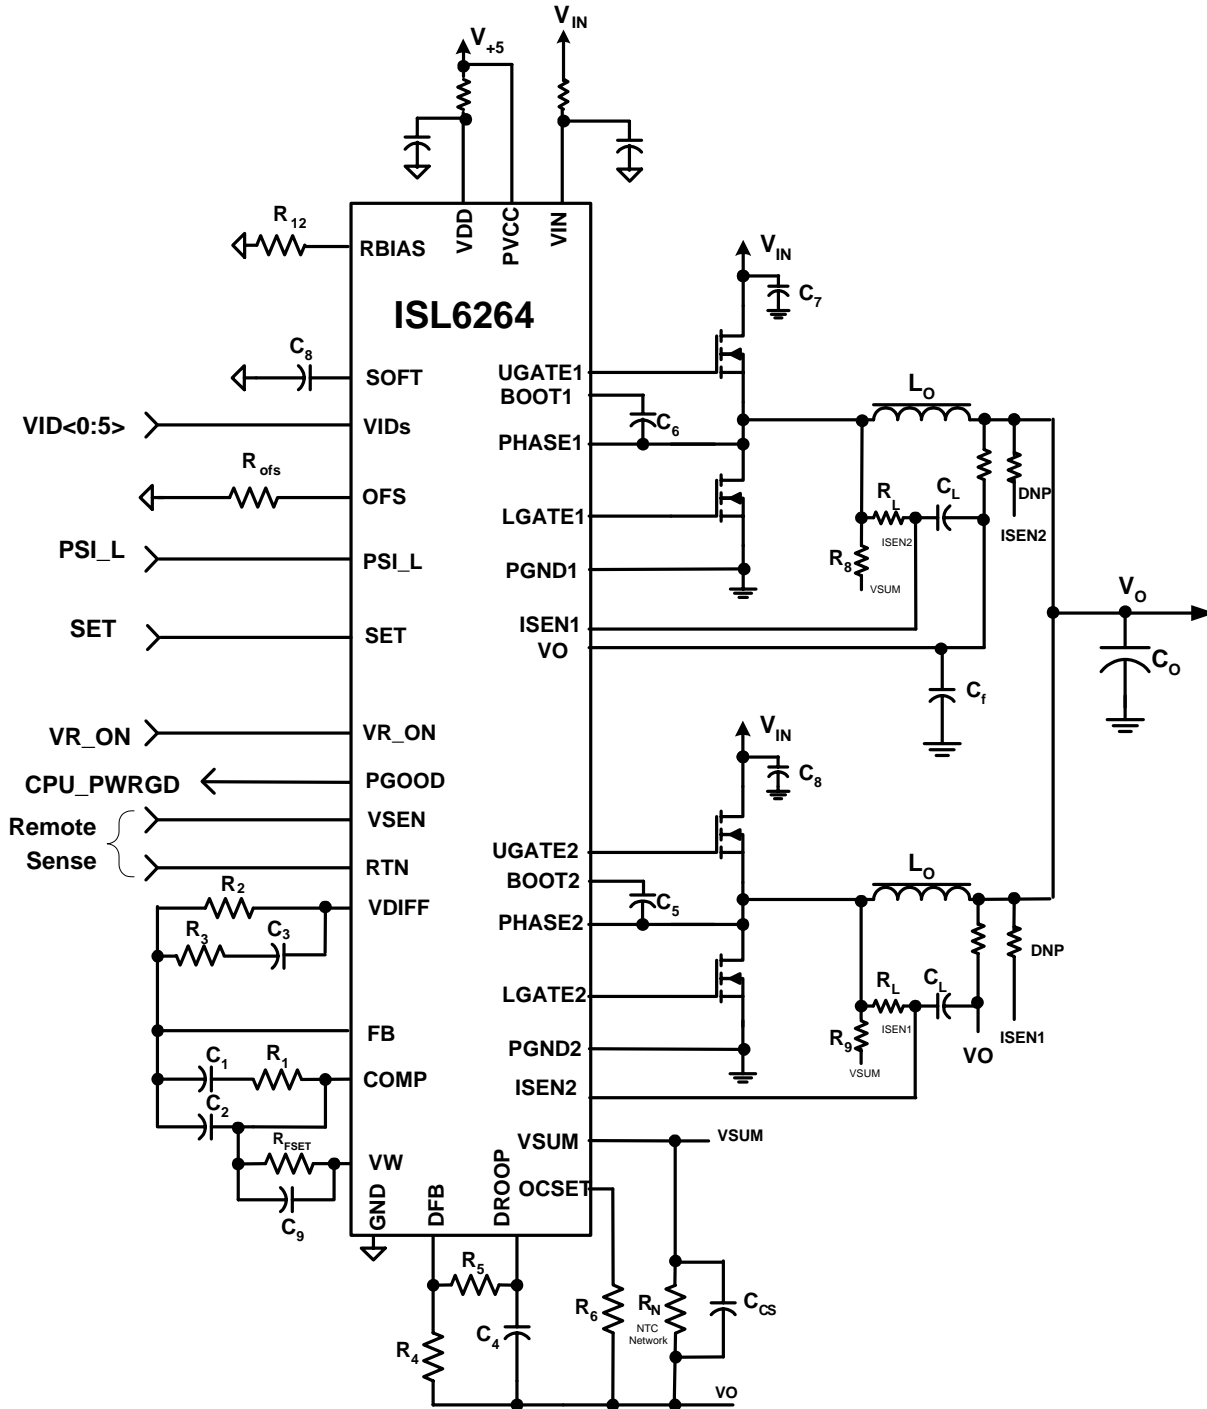 V+5
VIN
VDD
PVCC
VIN
R12
RBIAS
ISL6264
C8
SOFT
VID<0:5>
VIDs
Rofs
OFS
PSI_L
PSI_L
SET
SET
VR_ON
VR_ON
CPU_PWRGD
PGOOD
Remote
Sense
VSEN
RTN
R2
VDIFF
R3
C3
FB
C1
R1
COMP
C2
RFSET
VW
C9
GND
DFB
DROOP
UGATE1
BOOT1
C6
PHASE1
LGATE1
PGND1
ISEN1
VO
VIN
C7
LO
RL
CL
ISEN2
R8
VSUM
DNP
ISEN2
Cf
VO
CO
UGATE2
BOOT2
C5
PHASE2
LGATE2
PGND2
ISEN2
VIN
C8
LO
RL
CL
ISEN1
R9
VSUM
VO
DNP
ISEN1
VSUM
VSUM
OCSET
R5
R4
C4
R6
RN
NTC
Network
CCS
VO